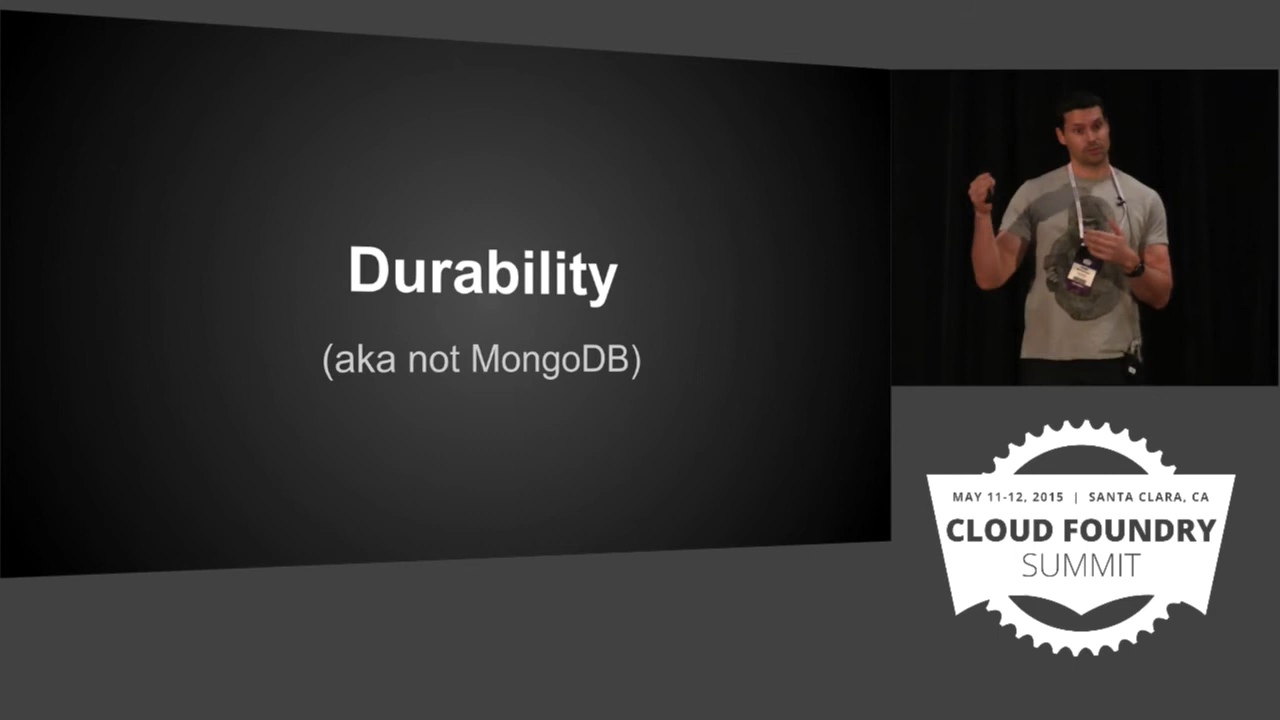 Durability
(aka not MongoDB)
MAY 11-12, 2015 | SANTA CLARA, CA
CLOUD FOUNDRY
SUMMIT